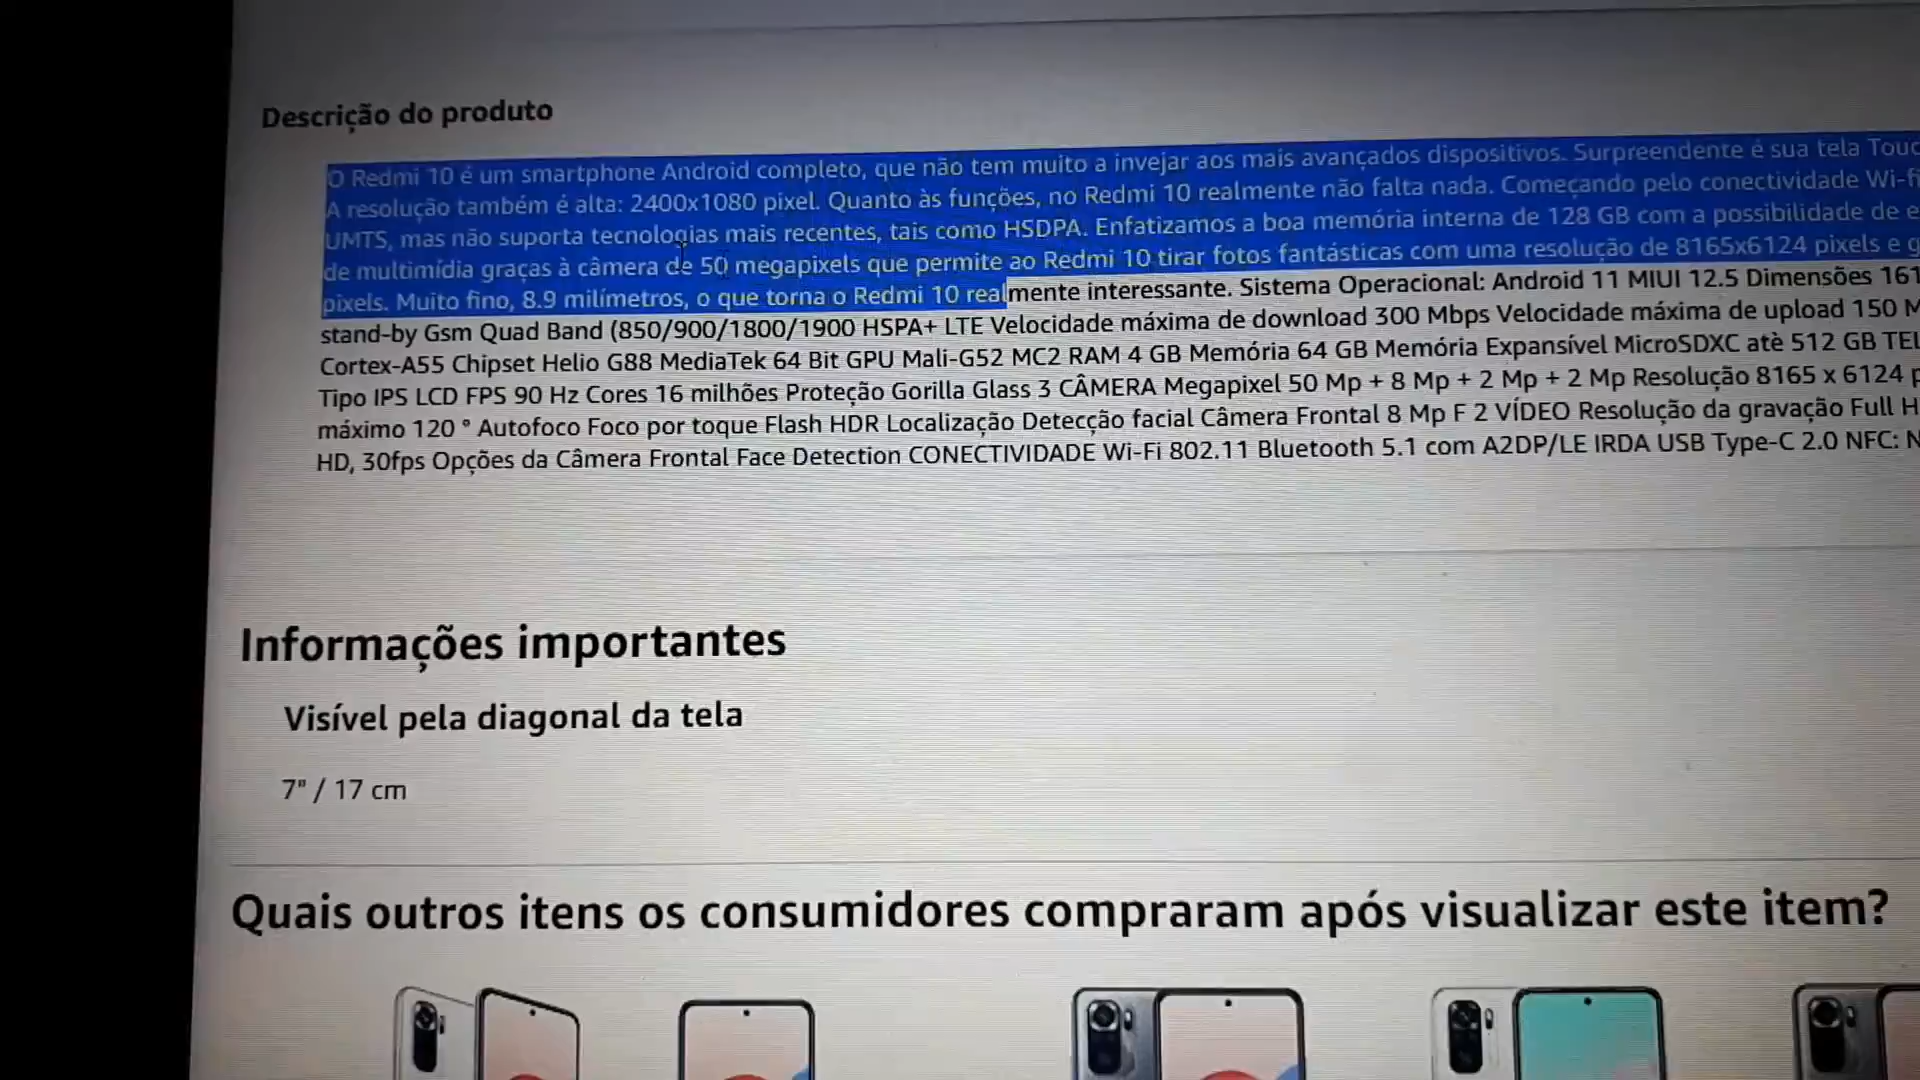 Descrição do produto
O Redmi 10 é um smartphone Android completo, que não tem muito a invejar aos mais avançados dispositivos. Surpreendente é sua tela
A resolução também é alta: 2400x1080 pixel. Quanto às funções, no Redmi 10 realmente não falta nada. Começando pelo conectividade Wi-fi
UMTS, mas não suporta tecnologias mais recentes, tais como HSDPA. Enfatizamos a boa memória interna de 128 GB com a possibilidade de
de multimídia graças à câmera de 50 megapixels que permite ao Redmi 10 tirar fotos fantásticas com uma resolução de 8165x6124 pixels e
pixels. Muito fino, 8.9 milímetros, o que torna o Redmi 10 realmente interessante. Sistema Operacional: Android 11 MIUI 12.5 Dimensões 161
stand-by Gsm Quad Band (850/900/1800/1900 HSPA+ LTE Velocidade máxima de download 300 Mbps Velocidade máxima de upload 150
Cortex-A55 Chipset Helio G88 MediaTek 64 Bit GPU Mali-G52 MC2 RAM 4 GB Memória 64 GB Memória Expansível MicroSDXC atè 512 GB
Tipo IPS LCD FPS 90 Hz Cores 16 milhões Proteção Gorilla Glass 3 CÂMERA Megapixel 50 Mp + 8 Mp + 2 Mp + 2 Mp Resolução 8165 x 6124
máximo 120 ° Autofoco Foco por toque Flash HDR Localização Detecção facial Câmera Frontal 8 Mp F 2 VÍDEO Resolução da gravação Full
HD, 30fps Opções da Câmera Frontal Face Detection CONECTIVIDADE Wi-Fi 802.11 Bluetooth 5.1 com A2DP/LE IRDA USB Type-C 2.0 NFC:
Informações importantes
Visível pela diagonal da tela
7" / 17 cm
Quais outros itens os consumidores compraram após visualizar este item?